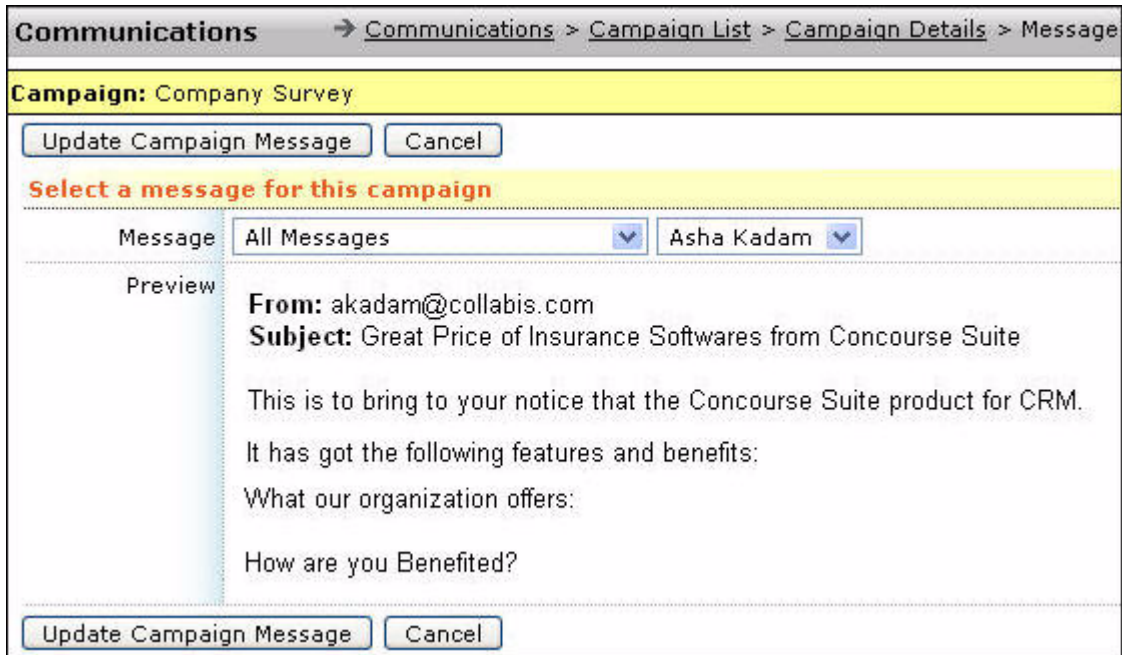 Communications → Communications > Campaign List > Campaign Details > Message
Campaign: Company Survey
Update Campaign Message Cancel
Select a message for this campaign
Message All Messages Asha Kadam
Preview
From: akadam@collabis.com
Subject: Great Price of Insurance Softwares from Concourse Suite
This is to bring to your notice that the Concourse Suite product for CRM.
It has got the following features and benefits:
What our organization offers:
How are you Benefited?
Update Campaign Message Cancel